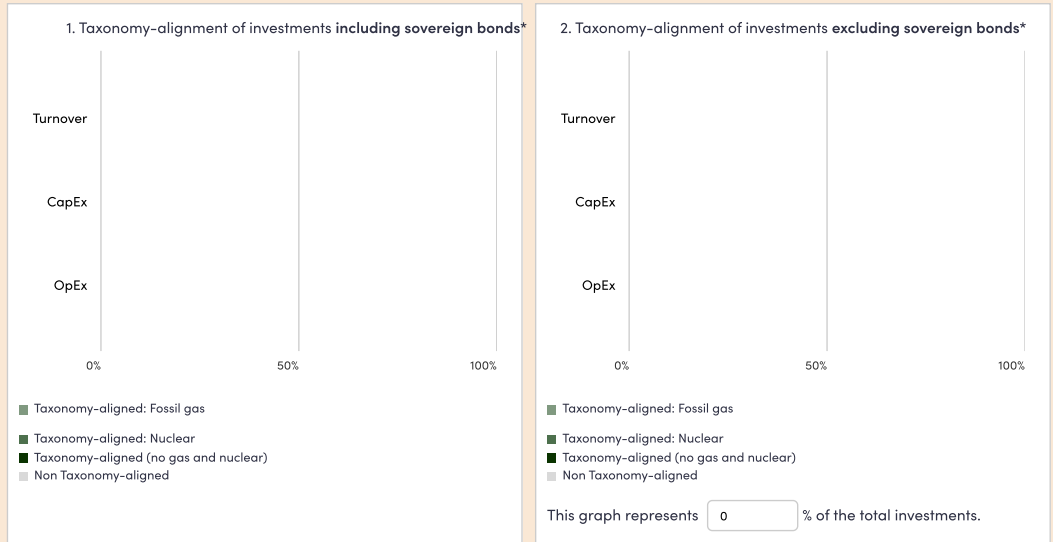 1. Taxonomy-alignment of investments including sovereign bonds*
Turnover
CapEx
OpEx
0% 50% 100%
Taxonomy-aligned: Fossil gas
Taxonomy-aligned: Nuclear
Taxonomy-aligned (no gas and nuclear)
Non Taxonomy-aligned
2. Taxonomy-alignment of investments excluding sovereign bonds*
Turnover
CapEx
OpEx
0% 50% 100%
Taxonomy-aligned: Fossil gas
Taxonomy-aligned: Nuclear
Taxonomy-aligned (no gas and nuclear)
Non Taxonomy-aligned
This graph represents 0 % of the total investments.